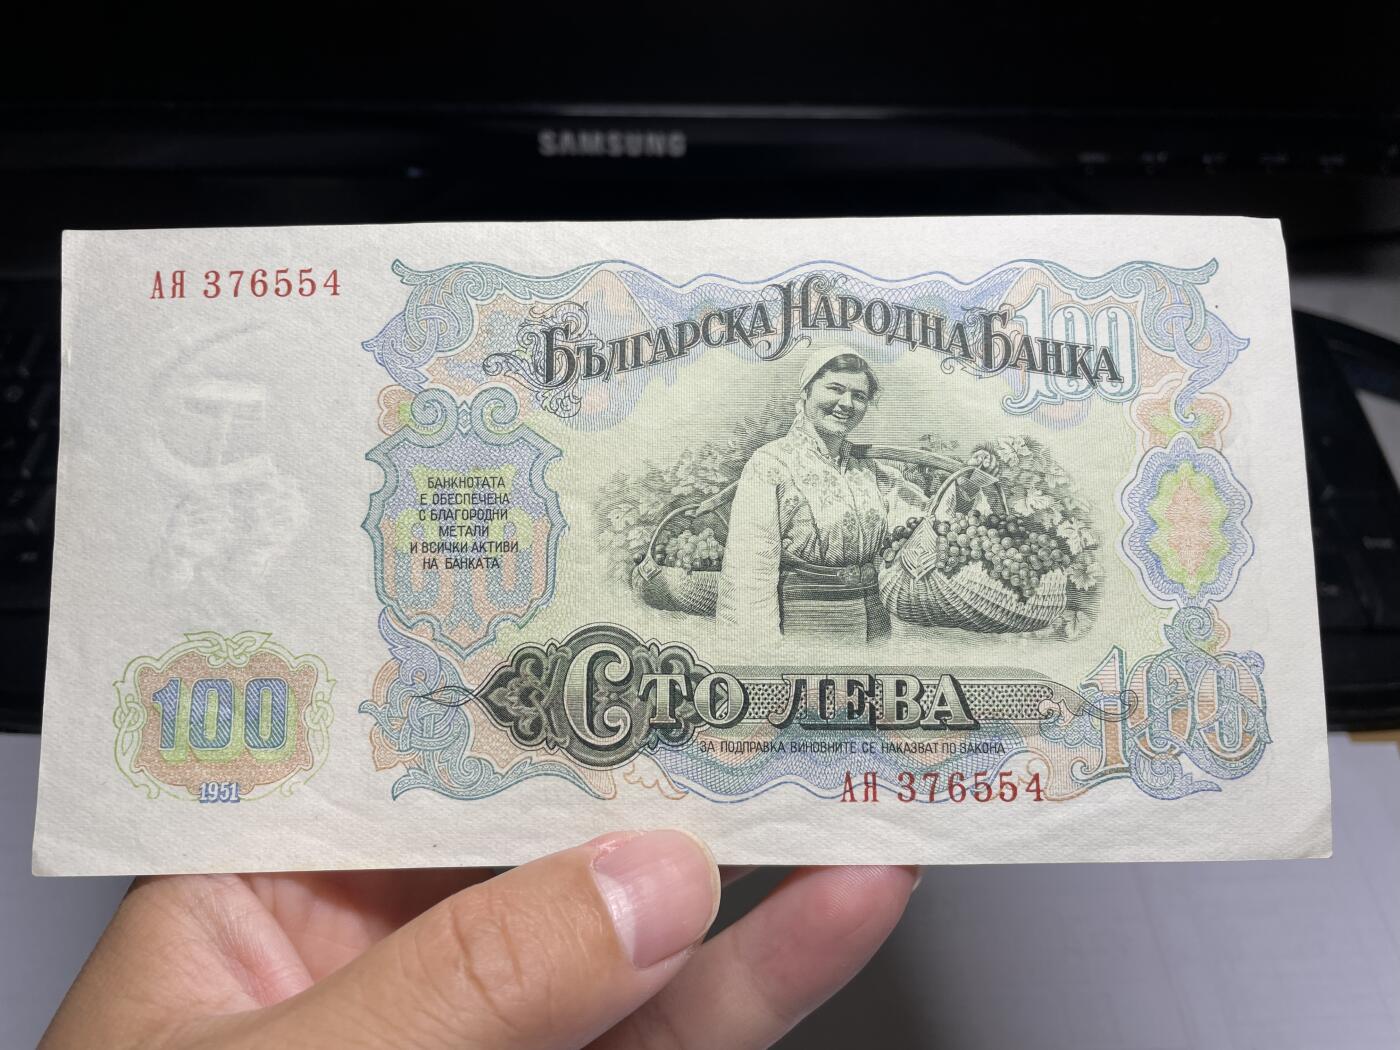 SAMSUNG
АЯ 376554
БЪЛГАРСКА НАРОДНА БАНКА
100
БАНКНОТАТА
Е ОБЕСПЕЧЕНА
С БЛАГОРОДНИ
МЕТАЛИ
И ВСИЧКИ АКТИВИ
НА БАНКАТА
СТО ЛЕВА
100
100
ЗА ПОДПРАВКА ВИНОВНИТЕ СЕ НАКАЗВАТ ПО ЗАКОНА
1951
АЯ 376554